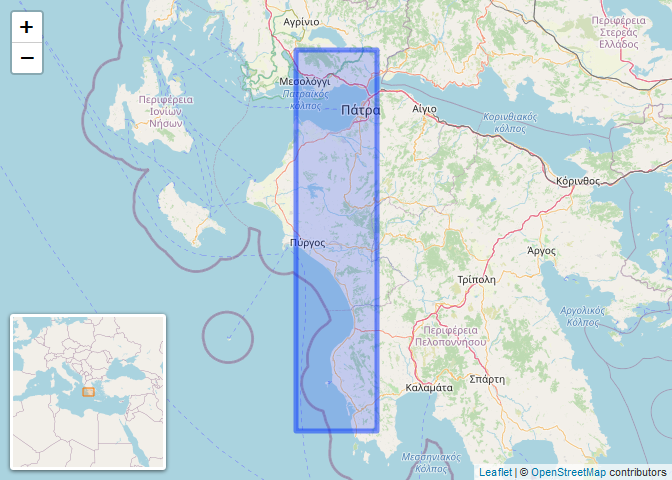 +
−
Αγρίνιο
Περιφέρεια
Στερεάς
Ελλάδος
Μεσολόγγι
Πατραϊκός
κόλπος
Περιφέρεια
Ιονίων
Νήσων
Πάτρα
Αίγιο
Κορινθιακός
κόλπος
Κόρινθος
Πύργος
Άργος
Τρίπολη
Αργολικός
Κόλπος
Περιφέρεια
Πελοποννήσου
Σπάρτη
Καλαμάτα
Μεσσηνιακός
Κόλπος
Leaflet | © OpenStreetMap contributors